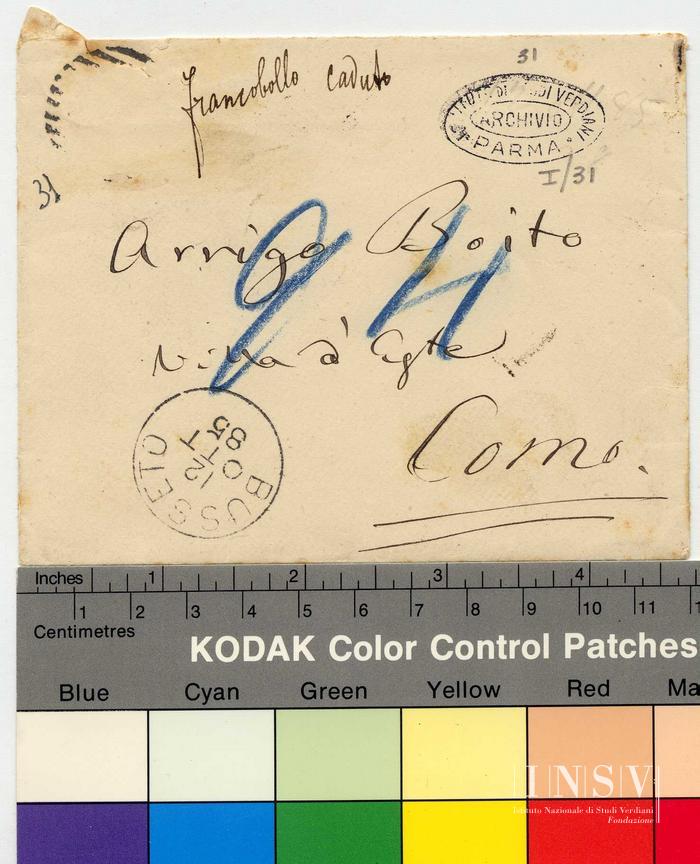 31
francobollo caduto
ISTITUTO DI STUDI VERDIANI
ARCHIVIO
PARMA
I/31
31
Arrigo Boito
24
Villa d'Este
Como.
BUSSETO
12
OTT
85
Inches 1 2 3 4
1 2 3 4 5 6 7 8 9 10 11
Centimetres
KODAK Color Control Patches
Blue Cyan Green Yellow Red
INSV
Istituto Nazionale di Studi Verdiani
Fondazione